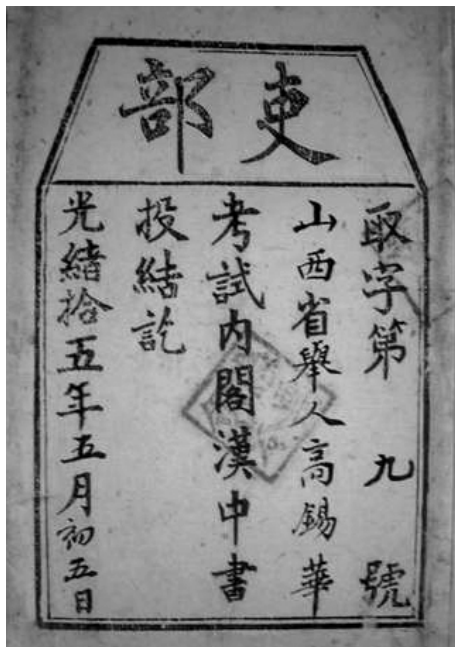 吏部
取字第九號
山西省舉人高錫華
考試內閣漢中書
投結訖
光緒拾五年五月初五日